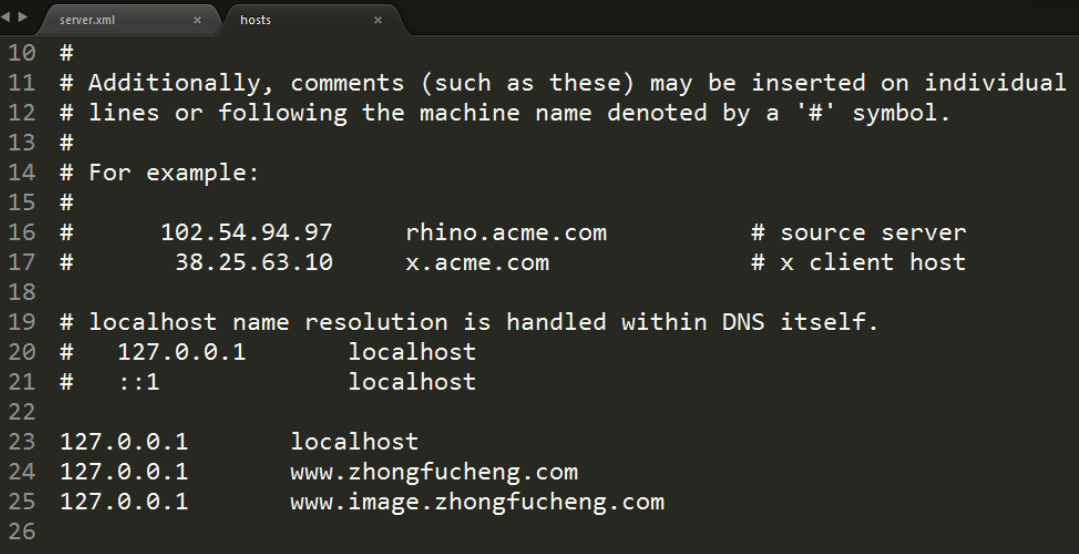 server.xml × hosts ×
10 #
11 # Additionally, comments (such as these) may be inserted on individual
12 # lines or following the machine name denoted by a '#' symbol.
13 #
14 # For example:
15 #
16 #      102.54.94.97     rhino.acme.com          # source server
17 #       38.25.63.10     x.acme.com              # x client host
18
19 # localhost name resolution is handled within DNS itself.
20 #   127.0.0.1       localhost
21 #   ::1             localhost
22
23 127.0.0.1       localhost
24 127.0.0.1       www.zhongfucheng.com
25 127.0.0.1       www.image.zhongfucheng.com
26